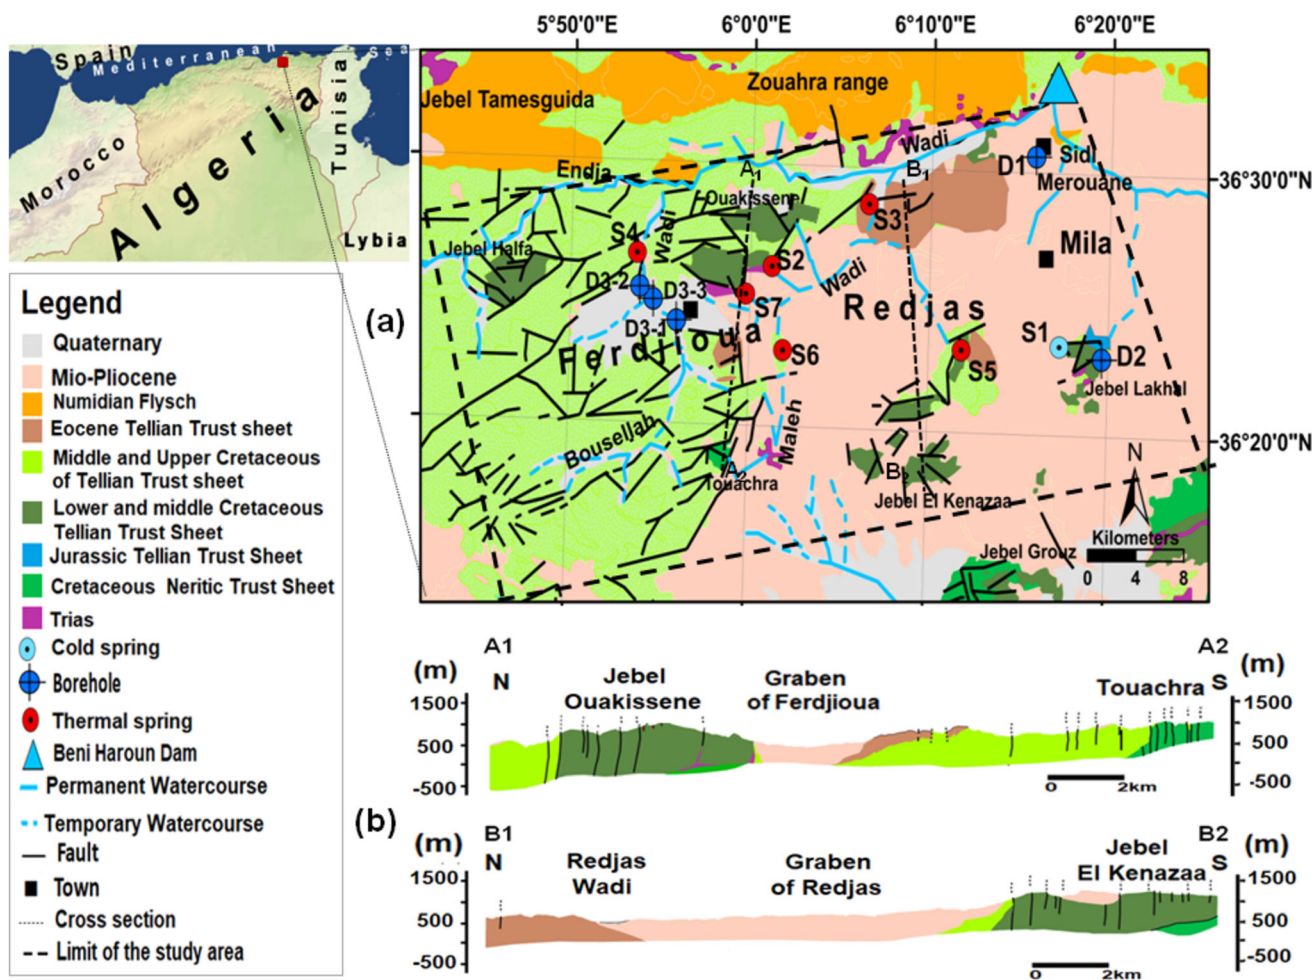 Spain
Mediterranean Sea
Morocco
Algeria
Tunisia
Lybia
5°50'0"E
6°0'0"E
6°10'0"E
6°20'0"E
36°30'0"N
36°20'0"N
(a)
Jebel Tamesguida
Zouahra range
Endja
Wadi
A1
B1
D1
Sidi
Merouane
Ouakissene
S3
Mila
S4
Wadi
Jebel Halfa
S2
Wadi
D3-2
D3-3
S7
Redjas
D3-1
Ferdjioua
S6
S5
S1
D2
Jebel Lakhal
Bousellah
Maleh
A2
Touachra
B2
Jebel El Kenazaa
N
Jebel Grouz
Kilometers
0 4 8
Legend
Quaternary
Mio-Pliocene
Numidian Flysch
Eocene Tellian Trust sheet
Middle and Upper Cretaceous
of Tellian Trust sheet
Lower and middle Cretaceous
Tellian Trust Sheet
Jurassic Tellian Trust Sheet
Cretaceous Neritic Trust Sheet
Trias
Cold spring
Borehole
Thermal spring
Beni Haroun Dam
Permanent Watercourse
Temporary Watercourse
Fault
Town
Cross section
Limit of the study area
(b)
A1
A2
(m)
N
Jebel
Ouakissene
Graben
of Ferdjioua
Touachra
S
(m)
1500
500
-500
1500
500
-500
0 2km
B1
B2
(m)
N
Redjas
Wadi
Graben
of Redjas
Jebel
El Kenazaa
S
(m)
1500
500
-500
1500
500
-500
0 2km